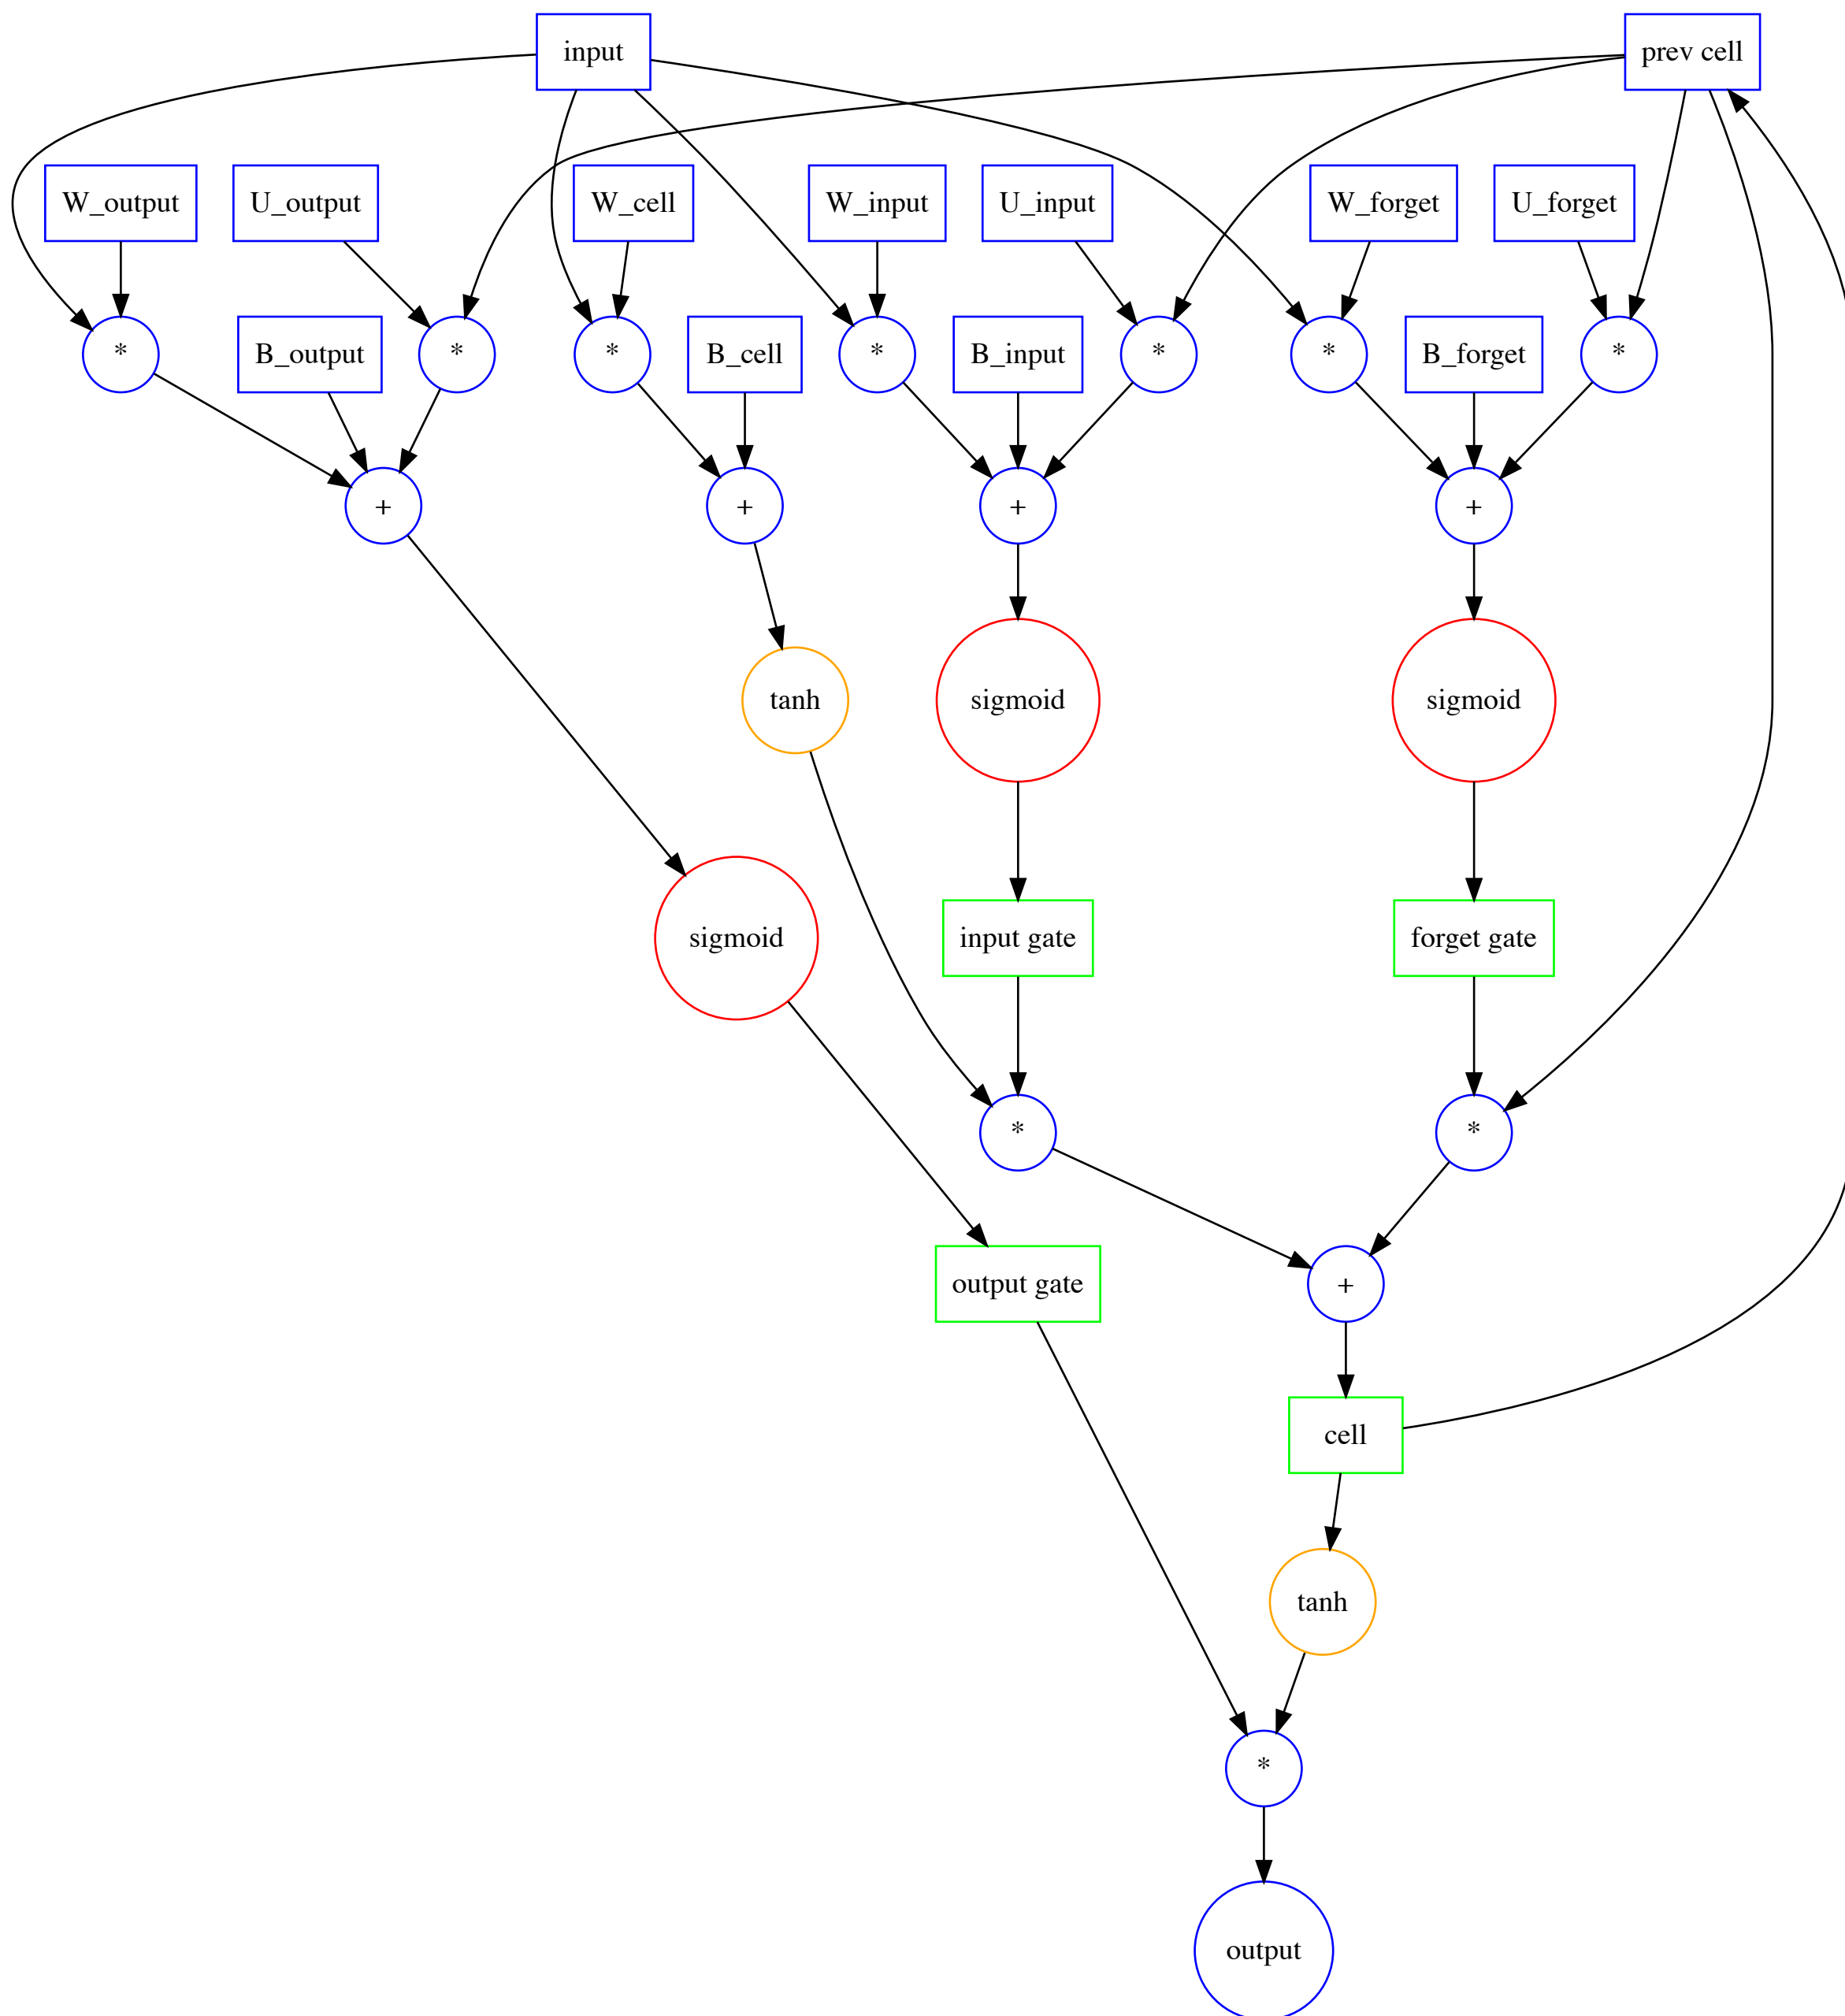 input
prev cell
W_output
U_output
W_cell
W_input
U_input
W_forget
U_forget
*
B_output
*
*
B_cell
*
B_input
*
*
B_forget
*
+
+
+
+
tanh
sigmoid
sigmoid
sigmoid
input gate
forget gate
*
*
output gate
+
cell
tanh
*
output